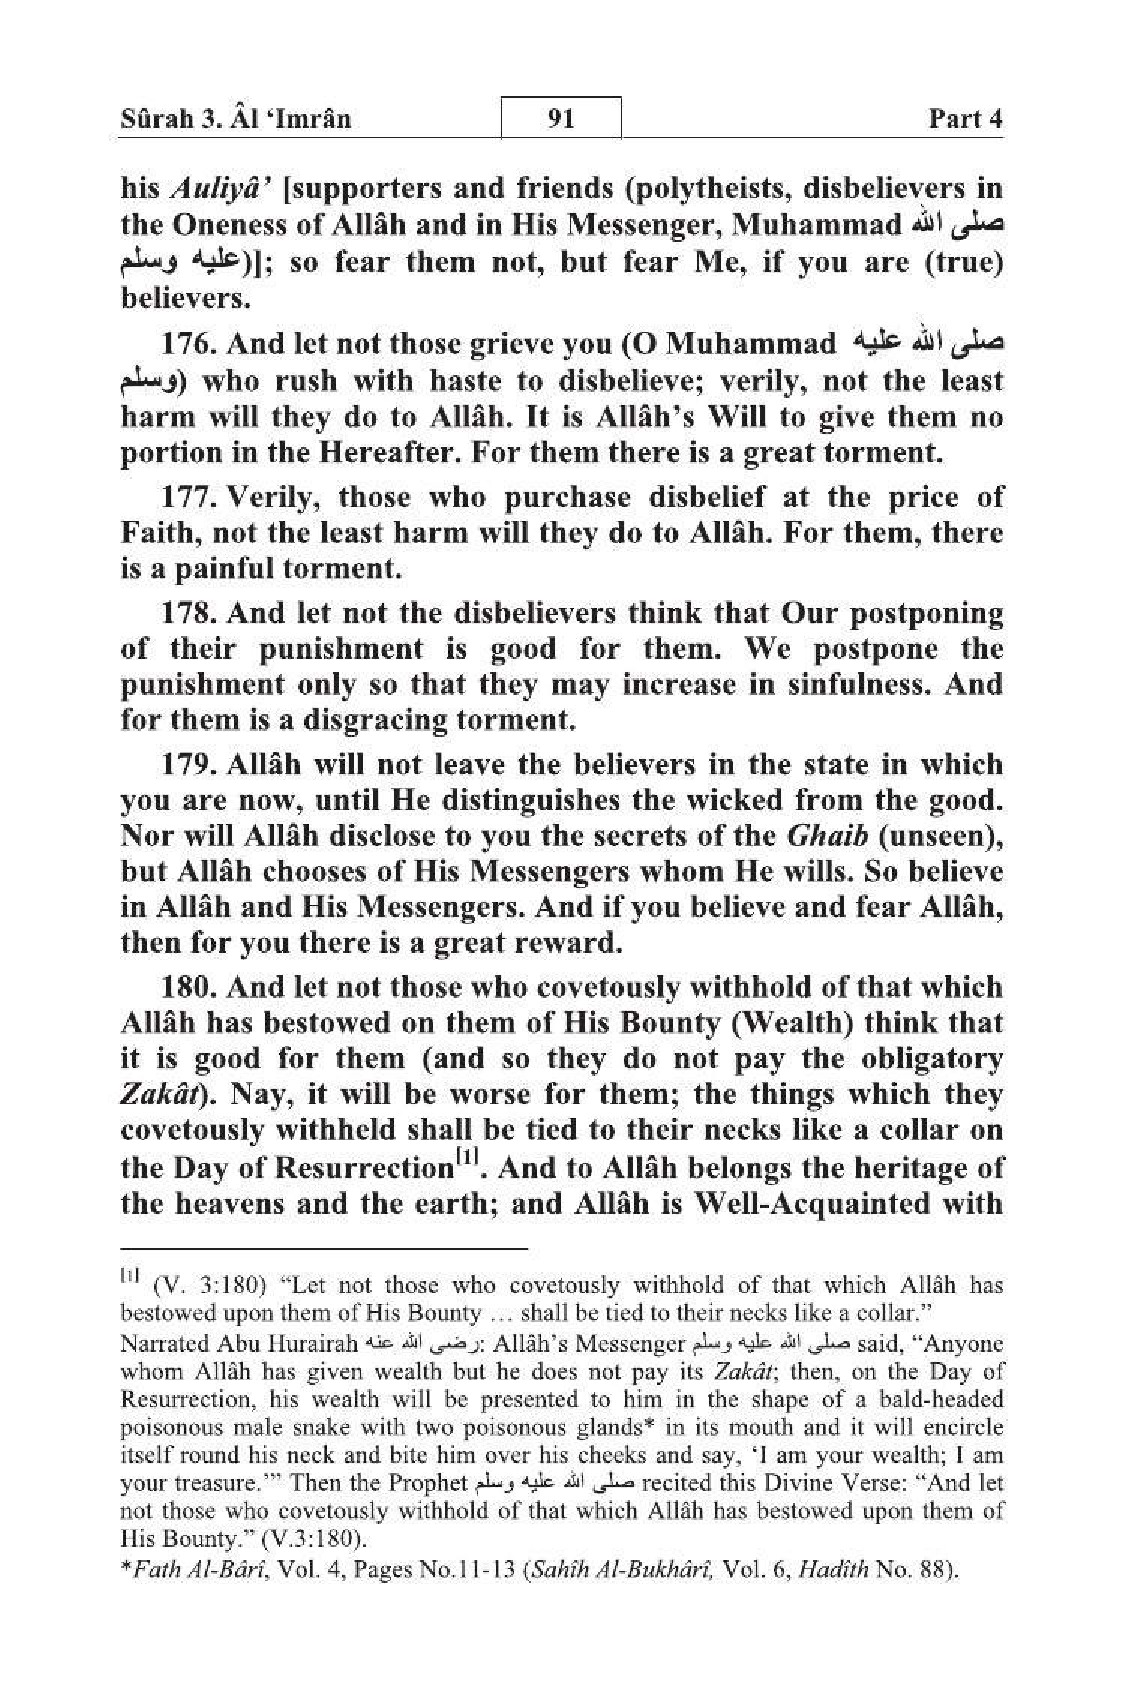 Sûrah 3. Âl ‘Imrân 91 Part 4
his Auliyâ’ [supporters and friends (polytheists, disbelievers in
the Oneness of Allâh and in His Messenger, Muhammad صلى الله
عليه وسلم)]; so fear them not, but fear Me, if you are (true)
believers.
176. And let not those grieve you (O Muhammad صلى الله عليه
وسلم) who rush with haste to disbelieve; verily, not the least
harm will they do to Allâh. It is Allâh’s Will to give them no
portion in the Hereafter. For them there is a great torment.
177. Verily, those who purchase disbelief at the price of
Faith, not the least harm will they do to Allâh. For them, there
is a painful torment.
178. And let not the disbelievers think that Our postponing
of their punishment is good for them. We postpone the
punishment only so that they may increase in sinfulness. And
for them is a disgracing torment.
179. Allâh will not leave the believers in the state in which
you are now, until He distinguishes the wicked from the good.
Nor will Allâh disclose to you the secrets of the Ghaib (unseen),
but Allâh chooses of His Messengers whom He wills. So believe
in Allâh and His Messengers. And if you believe and fear Allâh,
then for you there is a great reward.
180. And let not those who covetously withhold of that which
Allâh has bestowed on them of His Bounty (Wealth) think that
it is good for them (and so they do not pay the obligatory
Zakât). Nay, it will be worse for them; the things which they
covetously withheld shall be tied to their necks like a collar on
the Day of Resurrection[1]. And to Allâh belongs the heritage of
the heavens and the earth; and Allâh is Well-Acquainted with
[1] (V. 3:180) “Let not those who covetously withhold of that which Allâh has
bestowed upon them of His Bounty … shall be tied to their necks like a collar.”
Narrated Abu Hurairah رضى الله عنه: Allâh’s Messenger صلى الله عليه وسلم said, “Anyone
whom Allâh has given wealth but he does not pay its Zakât; then, on the Day of
Resurrection, his wealth will be presented to him in the shape of a bald-headed
poisonous male snake with two poisonous glands* in its mouth and it will encircle
itself round his neck and bite him over his cheeks and say, ‘I am your wealth; I am
your treasure.’” Then the Prophet صلى الله عليه وسلم recited this Divine Verse: “And let
not those who covetously withhold of that which Allâh has bestowed upon them of
His Bounty.” (V.3:180).
*Fath Al-Bârî, Vol. 4, Pages No.11-13 (Sahîh Al-Bukhârî, Vol. 6, Hadîth No. 88).